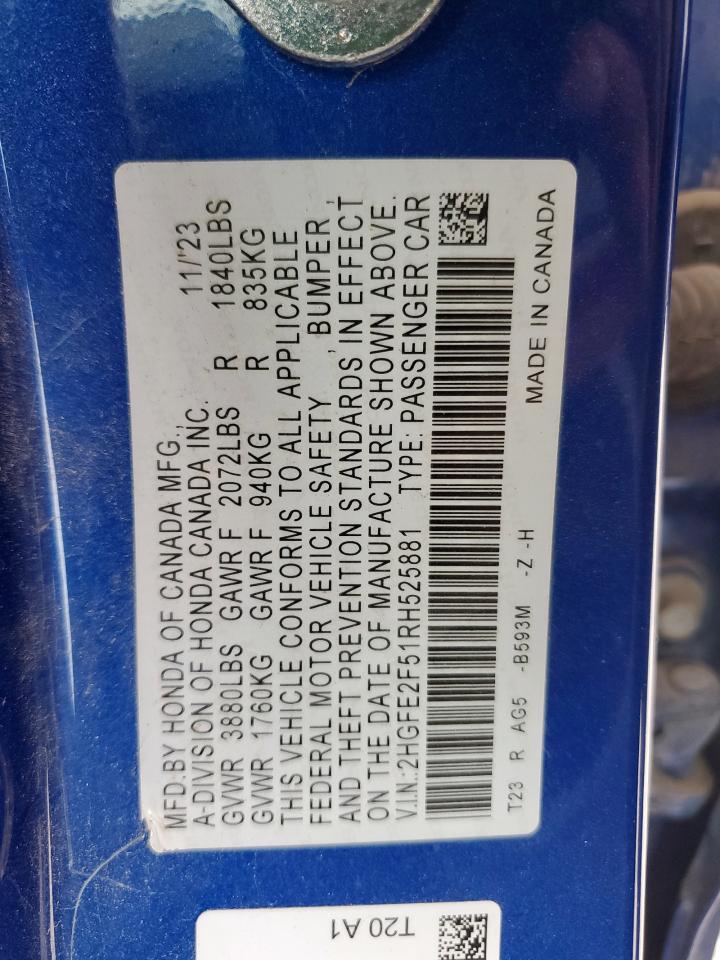 MFD.BY HONDA OF CANADA MFG., 11/'23
A-DIVISION OF HONDA CANADA INC.
GVWR 3880LBS GAWR F 2072LBS R 1840LBS
GVWR 1760KG GAWR F 940KG R 835KG
THIS VEHICLE CONFORMS TO ALL APPLICABLE
FEDERAL MOTOR VEHICLE SAFETY , BUMPER ,
AND THEFT PREVENTION STANDARDS IN EFFECT
ON THE DATE OF MANUFACTURE SHOWN ABOVE.
V.I.N.:2HGFE2F51RH525881 TYPE: PASSENGER CAR
T23 R AG5 -B593M -Z -H MADE IN CANADA
T20 A1